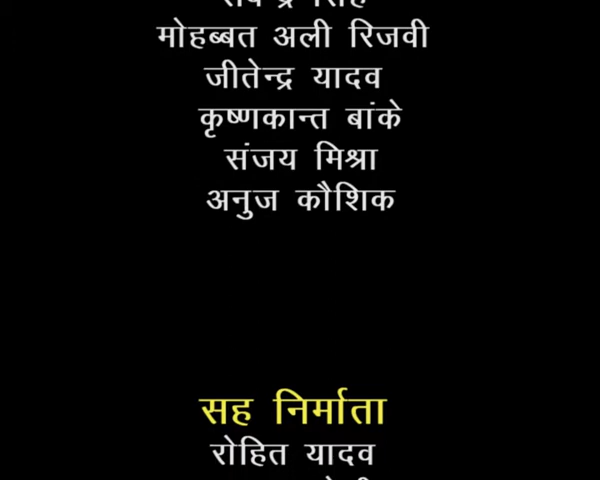 मोहब्बत अली रिजवी
जीतेन्द्र यादव
कृष्णकान्त बांके
संजय मिश्रा
अनुज कौशिक
सह निर्माता
रोहित यादव